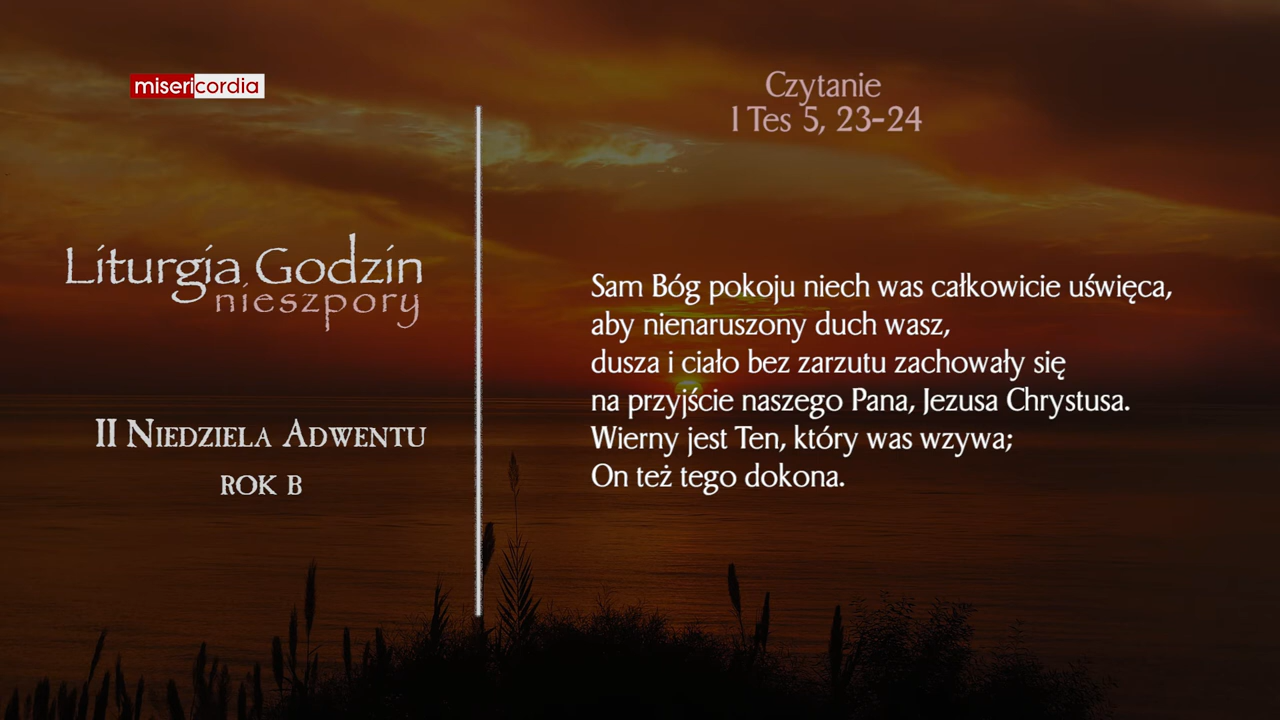 misericordia
Liturgia Godzin
nieszpory
II Niedziela Adwentu
rok B
Czytanie
1 Tes 5, 23-24
Sam Bóg pokoju niech was całkowicie uświęca,
aby nienaruszony duch wasz,
dusza i ciało bez zarzutu zachowały się
na przyjście naszego Pana, Jezusa Chrystusa.
Wierny jest Ten, który was wzywa;
On też tego dokona.